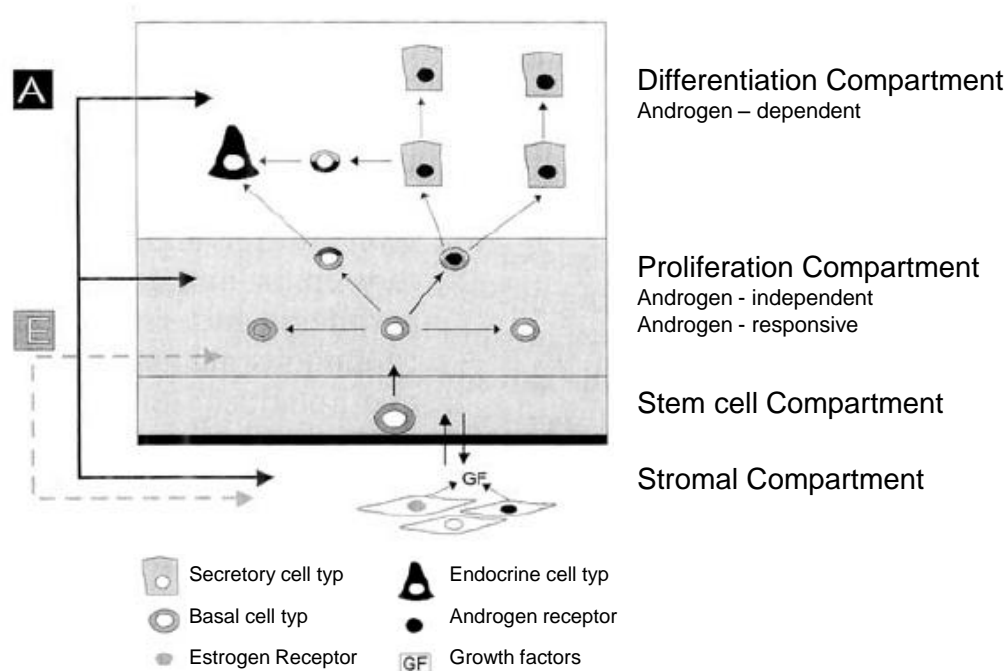 A
Differentiation Compartment
Androgen – dependent
Proliferation Compartment
Androgen - independent
Androgen - responsive
E
Stem cell Compartment
Stromal Compartment
GF
Secretory cell typ
Endocrine cell typ
Basal cell typ
Androgen receptor
Estrogen Receptor
GF Growth factors